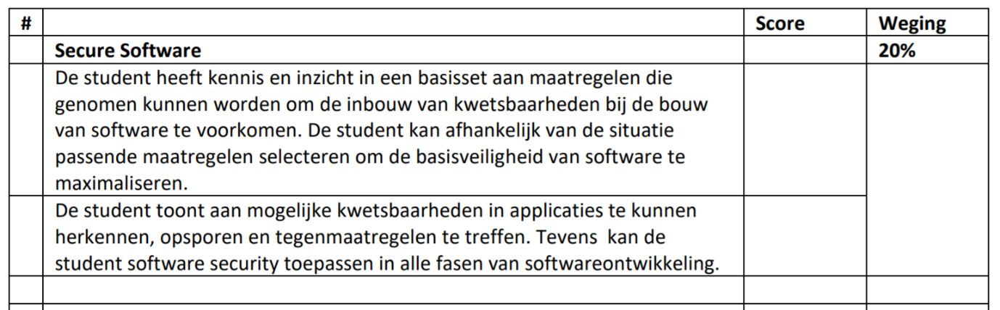 # Score Weging
Secure Software 20%
De student heeft kennis en inzicht in een basisset aan maatregelen die
genomen kunnen worden om de inbouw van kwetsbaarheden bij de bouw
van software te voorkomen. De student kan afhankelijk van de situatie
passende maatregelen selecteren om de basisveiligheid van software te
maximaliseren.
De student toont aan mogelijke kwetsbaarheden in applicaties te kunnen
herkennen, opsporen en tegenmaatregelen te treffen. Tevens  kan de
student software security toepassen in alle fasen van softwareontwikkeling.